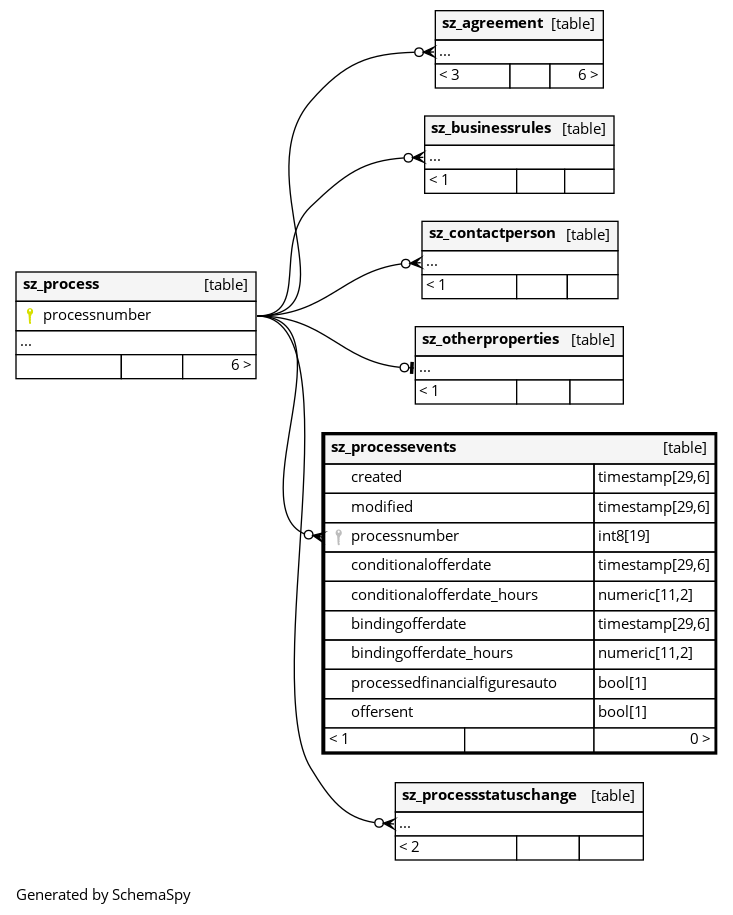 sz_agreement [table]
...
< 3 6 >
sz_businessrules [table]
...
< 1
sz_contactperson [table]
...
< 1
sz_process [table]
processnumber
...
6 >
sz_otherproperties [table]
...
< 1
sz_processevents [table]
created timestamp[29,6]
modified timestamp[29,6]
processnumber int8[19]
conditionalofferdate timestamp[29,6]
conditionalofferdate_hours numeric[11,2]
bindingofferdate timestamp[29,6]
bindingofferdate_hours numeric[11,2]
processedfinancialfiguresauto bool[1]
offersent bool[1]
< 1 0 >
sz_processstatuschange [table]
...
< 2
Generated by SchemaSpy